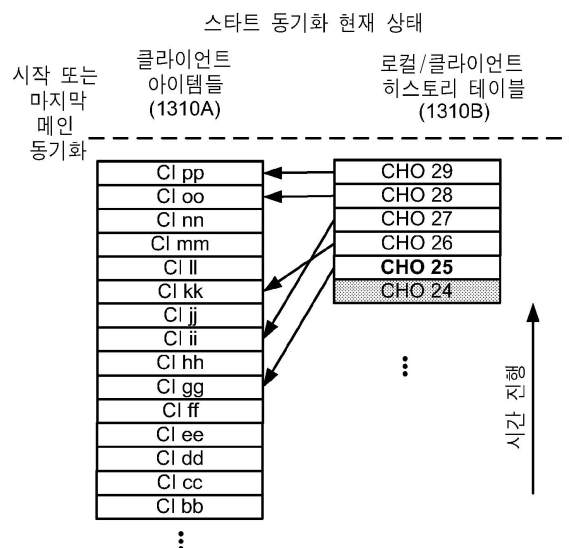 스타트 동기화 현재 상태
시작 또는
마지막
메인
동기화
클라이언트
아이템들
(1310A)
로컬/클라이언트
히스토리 테이블
(1310B)
CI pp
CI oo
CI nn
CI mm
CI ll
CI kk
CI jj
CI ii
CI hh
CI gg
CI ff
CI ee
CI dd
CI cc
CI bb
CHO 29
CHO 28
CHO 27
CHO 26
CHO 25
CHO 24
시간 진행